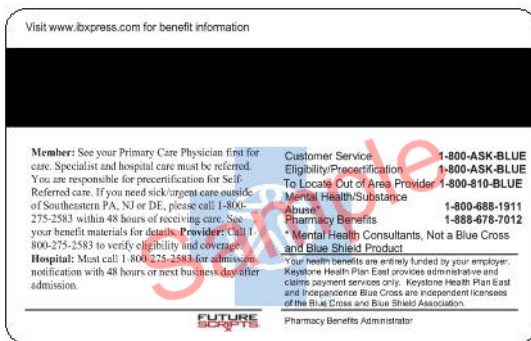 Visit www.ibxpress.com for benefit information
Member: See your Primary Care Physician first for
care. Specialist and hospital care must be referred.
You are responsible for precertification for Self-
Referred care. If you need sick/urgent care outside
of Southeastern PA, NJ or DE, please call 1-800-
275-2583 within 48 hours of receiving care. See
your benefit materials for details. Provider: Call 1-
800-275-2583 to verify eligibility and coverage.
Hospital: Must call 1-800-275-2583 for admission
notification with 48 hours or next business day after
admission.
Customer Service 1-800-ASK-BLUE
Eligibility/Precertification 1-800-ASK-BLUE
To Locate Out of Area Provider 1-800-810-BLUE
Mental Health/Substance
Abuse* 1-800-688-1911
Pharmacy Benefits 1-888-678-7012
* Mental Health Consultants, Not a Blue Cross
and Blue Shield Product
Your health benefits are entirely funded by your employer.
Keystone Health Plan East provides administrative and
claims payment services only. Keystone Health Plan East
and Independence Blue Cross are independent licensees
of the Blue Cross and Blue Shield Association.
FUTURE
SCRIPTS
Pharmacy Benefits Administrator
Sample